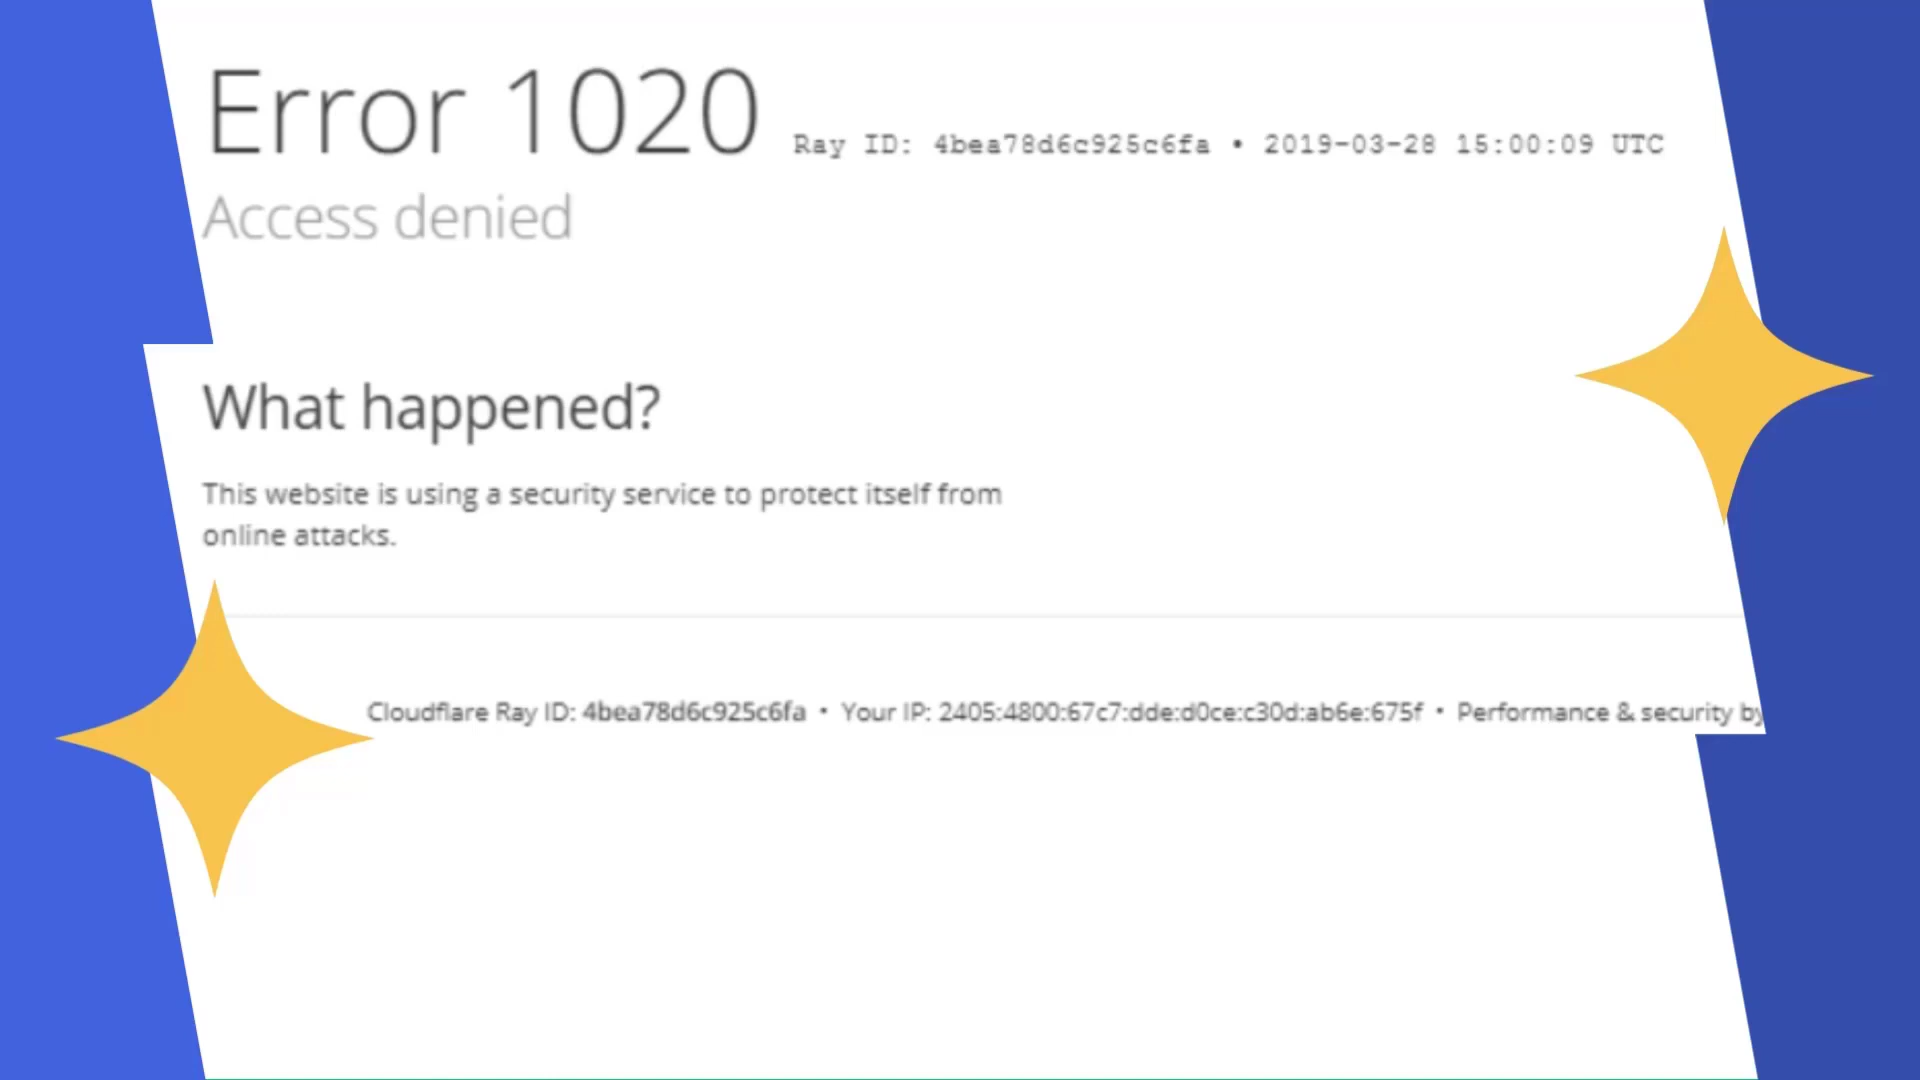 Error 1020 Ray ID: 4bea78d6c925c6fa • 2019-03-28 15:00:09 UTC
Access denied
What happened?
This website is using a security service to protect itself from
online attacks.
Cloudflare Ray ID: 4bea78d6c925c6fa • Your IP: 2405:4800:67c7:dde:d0ce:c30d:ab6e:675f • Performance & security by